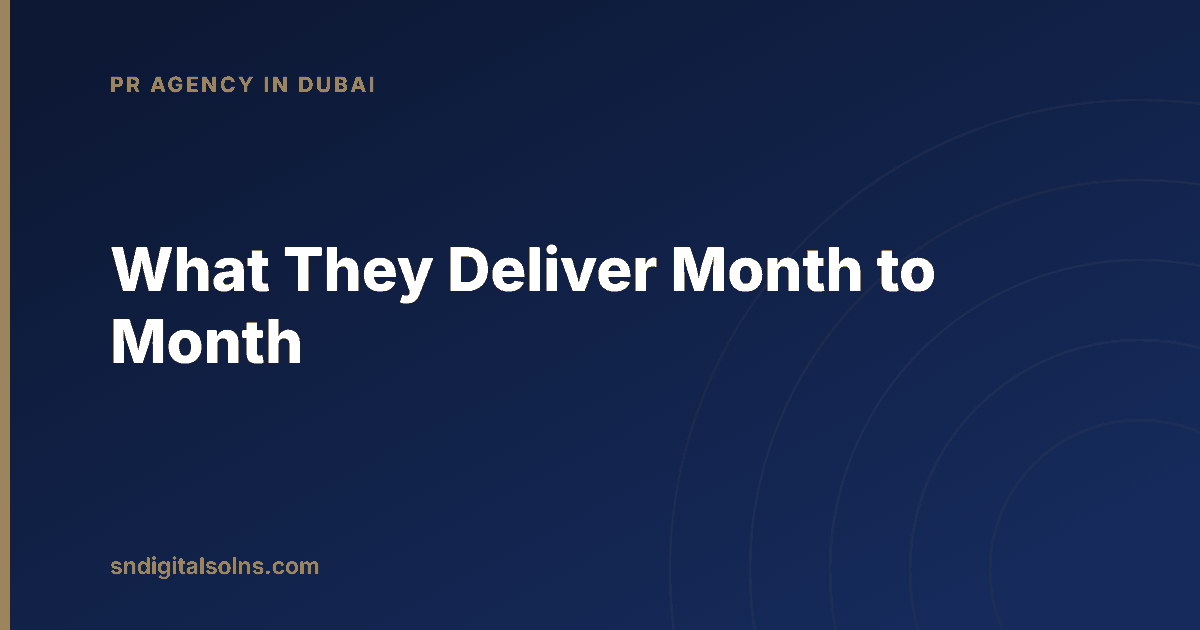 PR AGENCY IN DUBAI
What They Deliver Month to
Month
sndigitalsolns.com